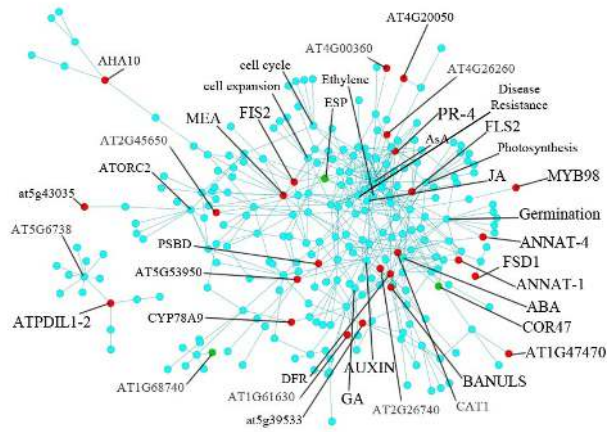 AT4G20050
AT4G00360
AHA10
cell cycle
AT4G26260
cell expansion
Ethylene
Disease
Resistance
ESP
FIS2
PR-4
AsA
MEA
FLS2
AT2G45650
Photosynthesis
ATORC2
JA
MYB98
at5g43035
Germination
AT5G6738
PSBD
ANNAT-4
AT5G53950
FSD1
ANNAT-1
ABA
ATPDIL1-2
CYP78A9
COR47
AT1G47470
AUXIN
DFR
BANULS
AT1G68740
AT1G61630
GA
CAT1
AT2G26740
at5g39533